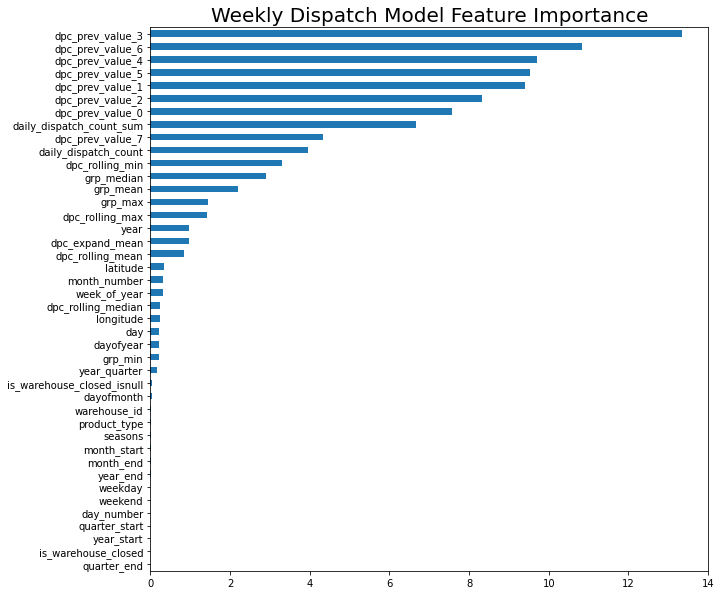 Weekly Dispatch Model Feature Importance
dpc_prev_value_3
dpc_prev_value_6
dpc_prev_value_4
dpc_prev_value_5
dpc_prev_value_1
dpc_prev_value_2
dpc_prev_value_0
daily_dispatch_count_sum
dpc_prev_value_7
daily_dispatch_count
dpc_rolling_min
grp_median
grp_mean
grp_max
dpc_rolling_max
year
dpc_expand_mean
dpc_rolling_mean
latitude
month_number
week_of_year
dpc_rolling_median
longitude
day
dayofyear
grp_min
year_quarter
is_warehouse_closed_isnull
dayofmonth
warehouse_id
product_type
seasons
month_start
month_end
year_end
weekday
weekend
day_number
quarter_start
year_start
is_warehouse_closed
quarter_end
0 2 4 6 8 10 12 14